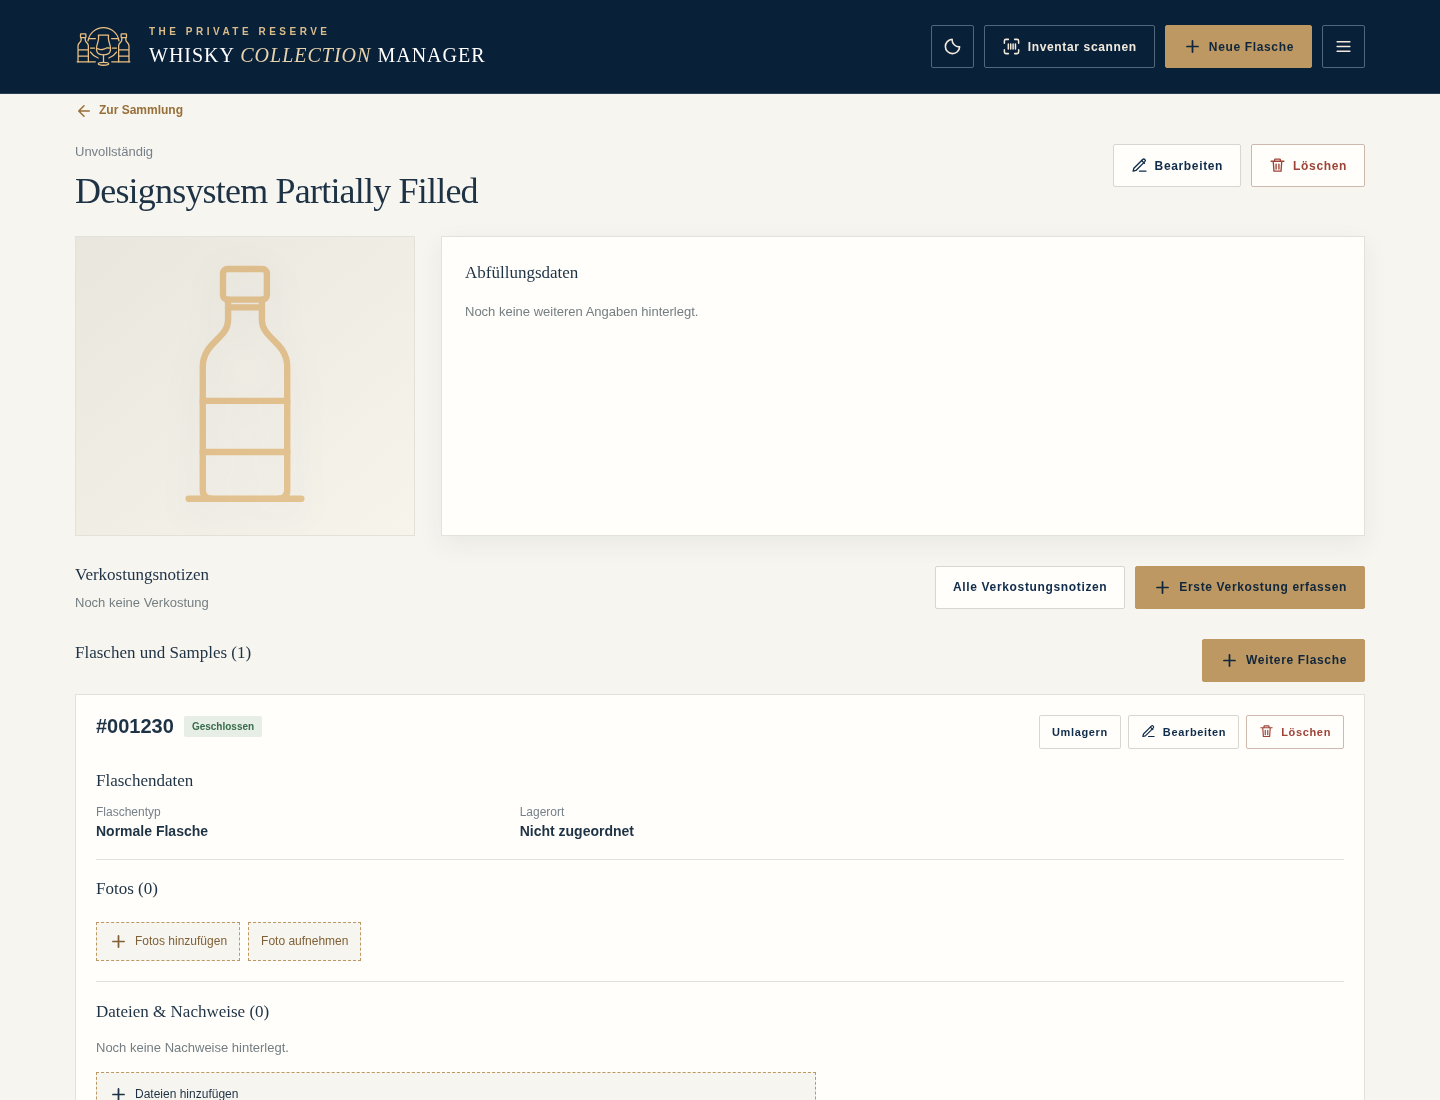 THE PRIVATE RESERVE
WHISKY COLLECTION MANAGER
Inventar scannen
Neue Flasche
Zur Sammlung
Unvollständig
Designsystem Partially Filled
Bearbeiten
Löschen
Abfüllungsdaten
Noch keine weiteren Angaben hinterlegt.
Verkostungsnotizen
Noch keine Verkostung
Alle Verkostungsnotizen
Erste Verkostung erfassen
Flaschen und Samples (1)
Weitere Flasche
#001230
Geschlossen
Umlagern
Bearbeiten
Löschen
Flaschendaten
Flaschentyp
Normale Flasche
Lagerort
Nicht zugeordnet
Fotos (0)
Fotos hinzufügen
Foto aufnehmen
Dateien & Nachweise (0)
Noch keine Nachweise hinterlegt.
Dateien hinzufügen